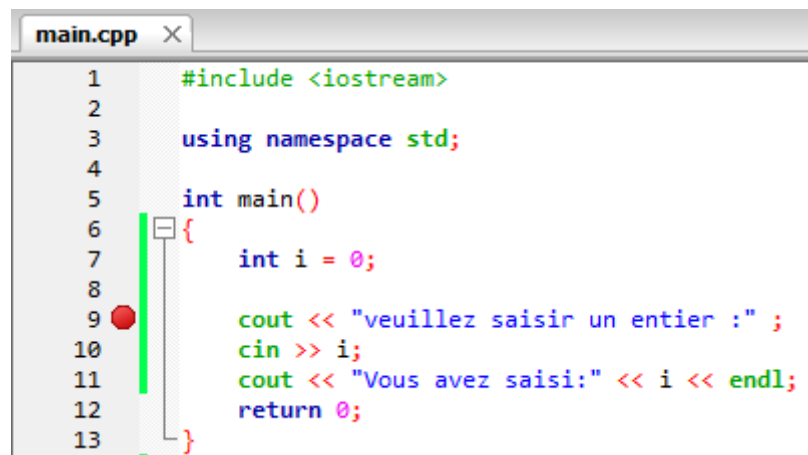 main.cpp
1 #include <iostream>
2
3 using namespace std;
4
5 int main()
6 {
7 int i = 0;
8
9 cout << "veuillez saisir un entier :" ;
10 cin >> i;
11 cout << "Vous avez saisi:" << i << endl;
12 return 0;
13 }